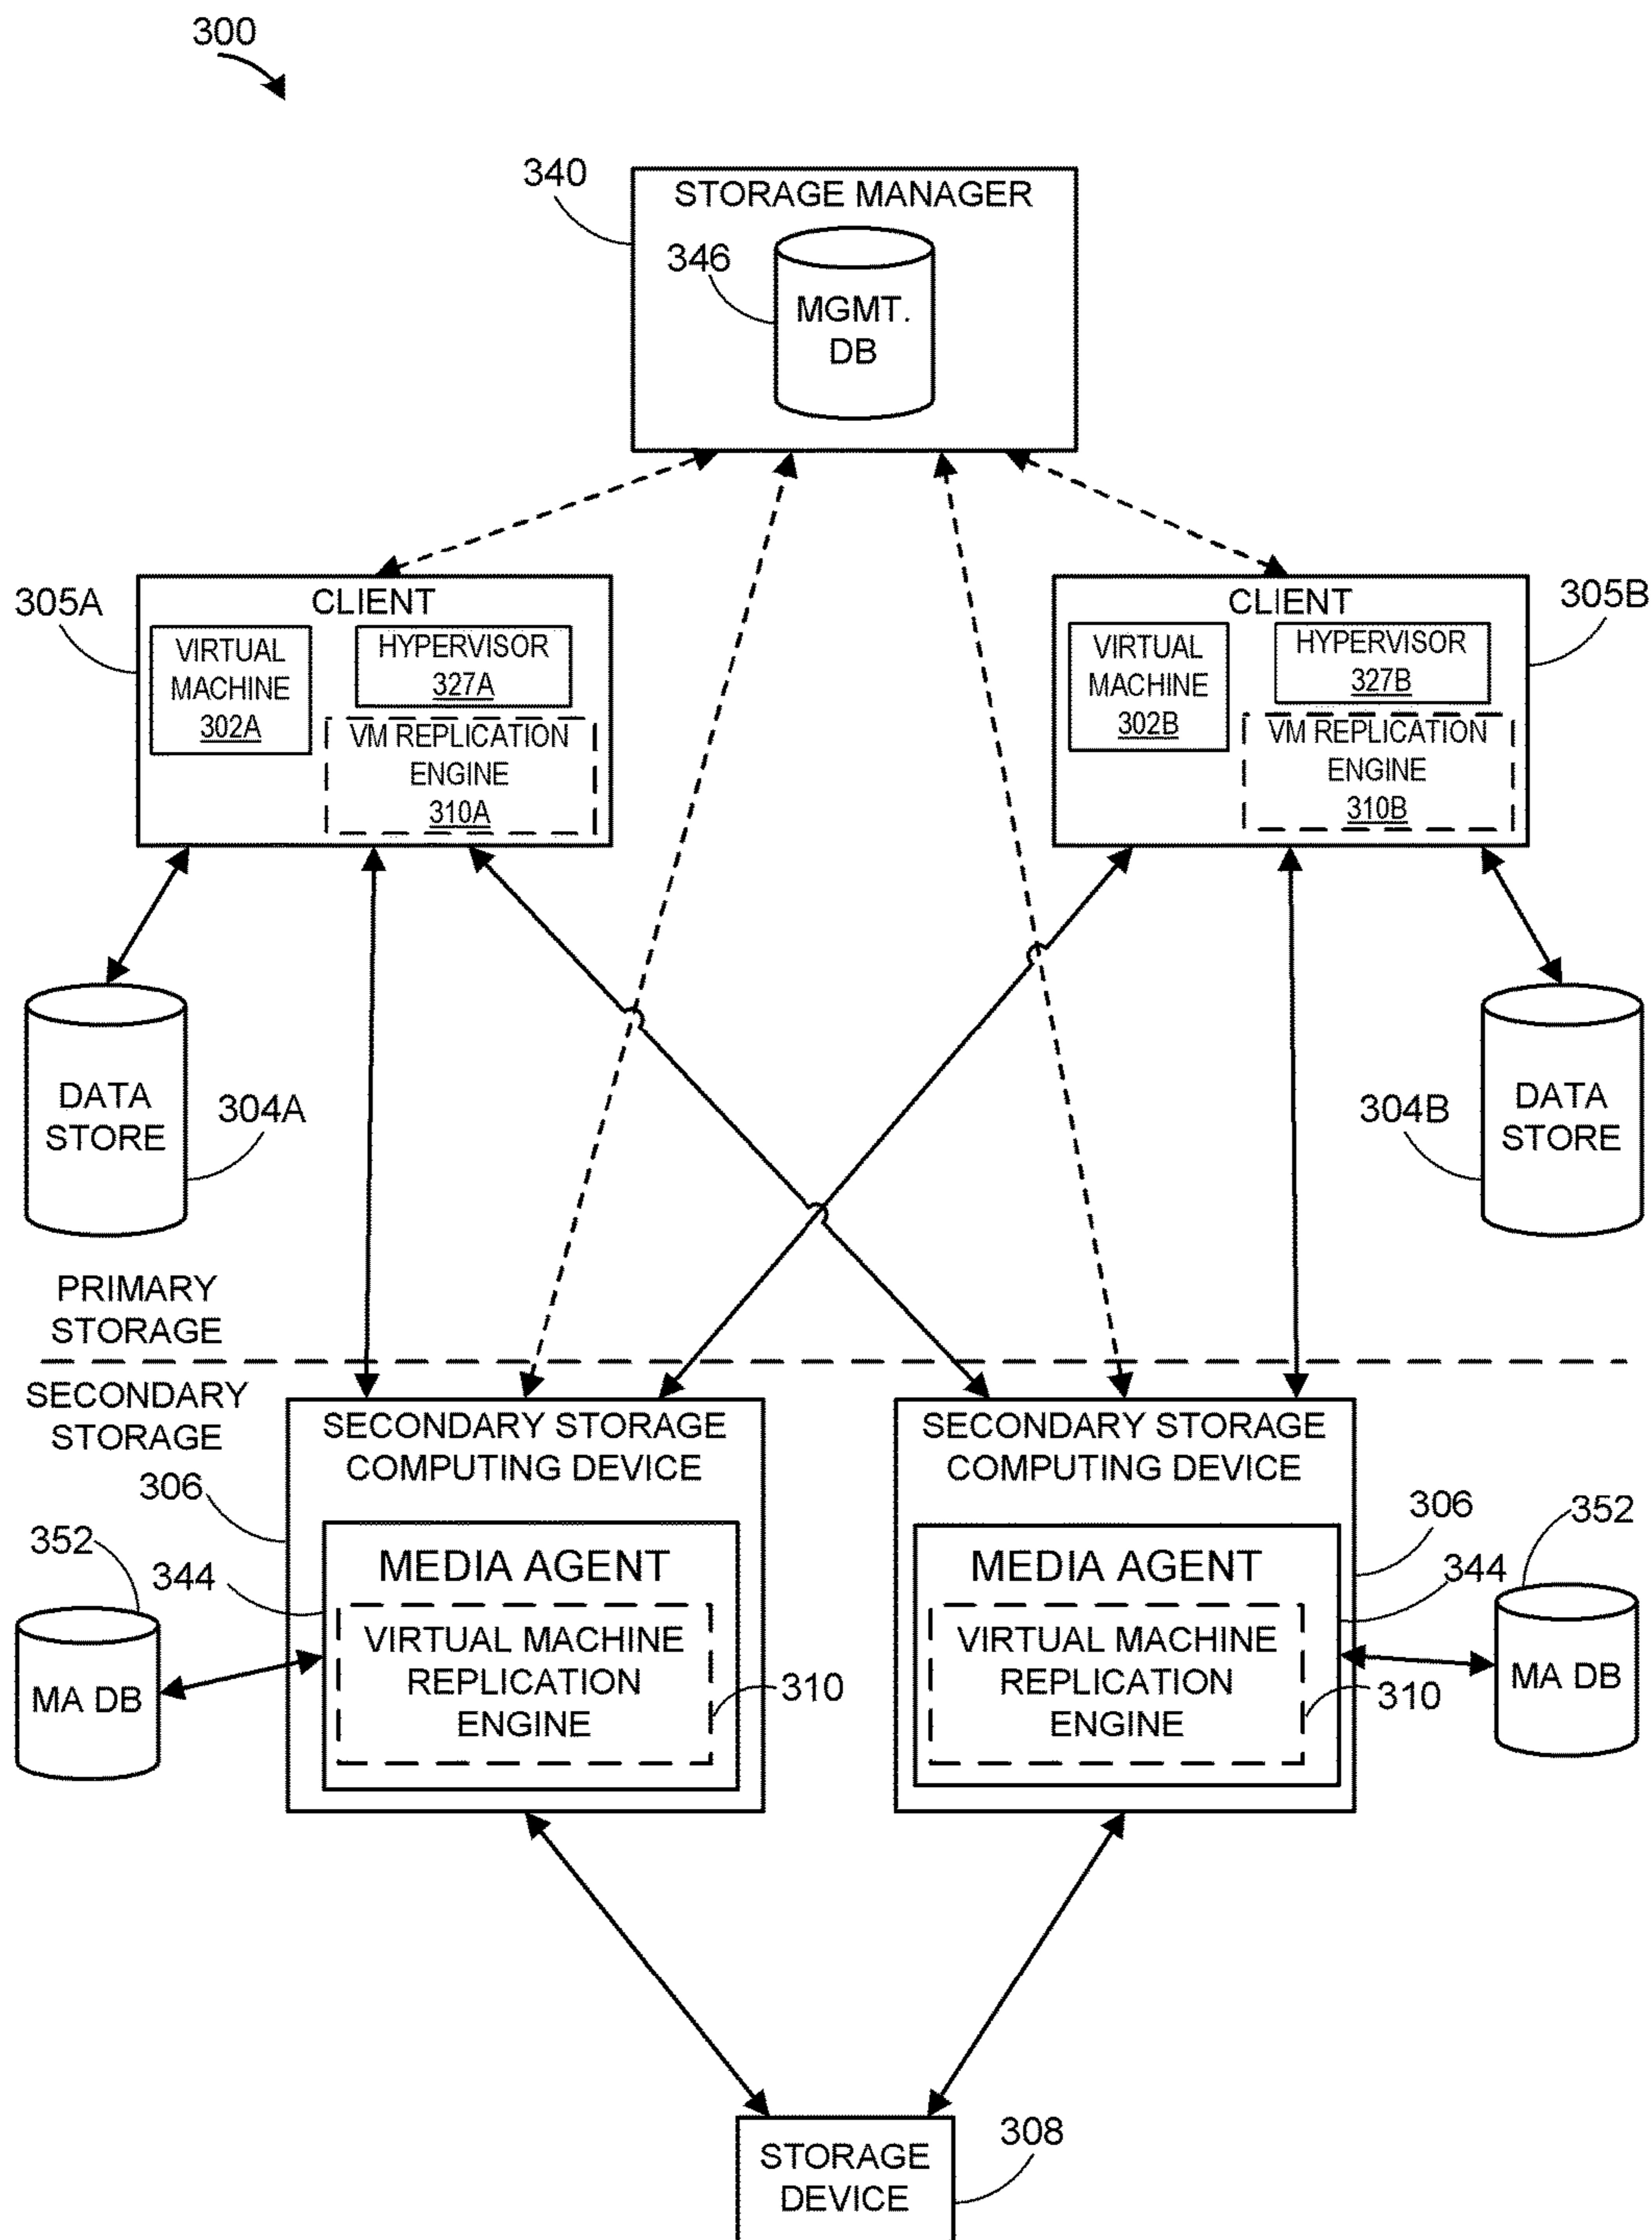 300
340
STORAGE MANAGER
346
MGMT.
DB
305A
CLIENT
VIRTUAL
MACHINE
302A
HYPERVISOR
327A
VM REPLICATION
ENGINE
310A
CLIENT
305B
VIRTUAL
MACHINE
302B
HYPERVISOR
327B
VM REPLICATION
ENGINE
310B
DATA
STORE
304A
304B
DATA
STORE
PRIMARY
STORAGE
SECONDARY
STORAGE
SECONDARY STORAGE
COMPUTING DEVICE
306
352
344
MEDIA AGENT
VIRTUAL MACHINE
REPLICATION
ENGINE
310
MA DB
SECONDARY STORAGE
COMPUTING DEVICE
306
352
344
MEDIA AGENT
VIRTUAL MACHINE
REPLICATION
ENGINE
310
MA DB
STORAGE
DEVICE
308